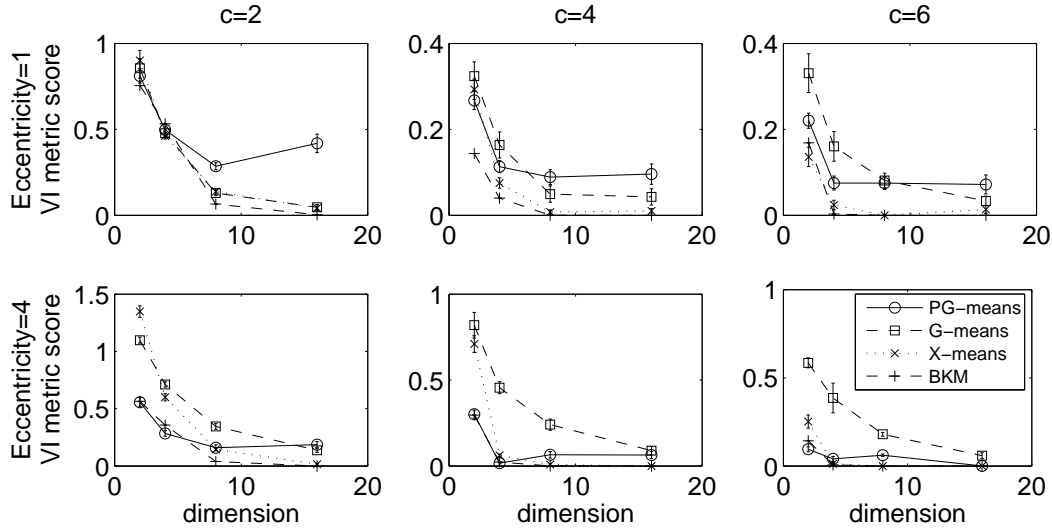 c=2
c=4
c=6
Eccentricity=1
VI metric score
1
0.5
0
0 10 20
0.4
0.2
0
0 10 20
0.4
0.2
0
0 10 20
Eccentricity=4
VI metric score
1.5
1
0.5
0
0 10 20
dimension
1
0.5
0
0 10 20
dimension
1
0.5
0
0 10 20
dimension
PG−means
G−means
X−means
BKM